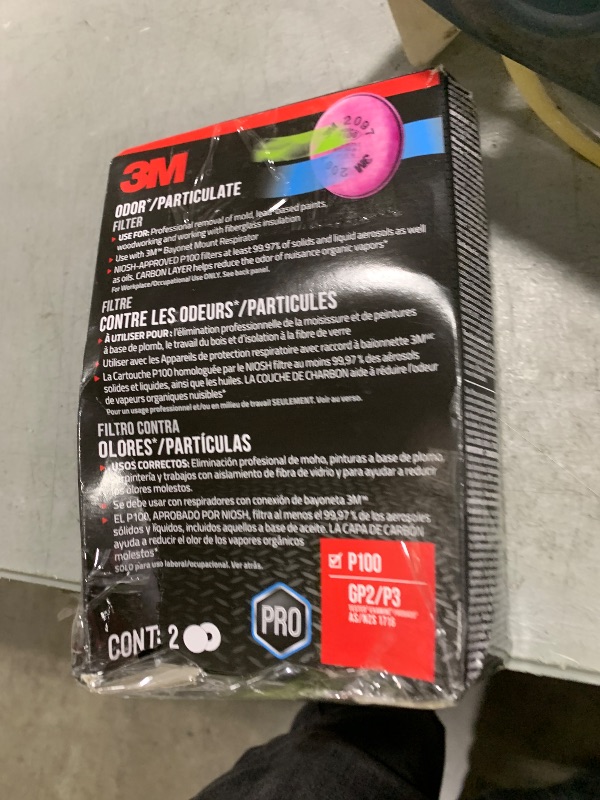 2097
3M
3M
ODOR*/PARTICULATE
FILTER
USE FOR: Professional removal of mold, lead-based paints,
woodworking and working with fiberglass insulation
Use with 3M™ Bayonet Mount Respirator
NIOSH-APPROVED P100 filters at least 99.97% of solids and liquid aerosols as well
as oils. CARBON LAYER helps reduce the odor of nuisance organic vapors*
For Workplace/Occupational Use ONLY. See back panel.
FILTRE
CONTRE LES ODEURS*/PARTICULES
À UTILISER POUR: l'élimination professionnelle de la moisissure et de peintures
à base de plomb, le travail du bois et d'isolation à la fibre de verre
Utiliser avec les Appareils de protection respiratoire avec raccord à baïonnette 3Mᴹᶜ
La Cartouche P100 homologuée par le NIOSH filtre au moins 99,97 % des aérosols
solides et liquides, ainsi que les huiles. LA COUCHE DE CHARBON aide à réduire l'odeur
de vapeurs organiques nuisibles*
Pour un usage professionnel et/ou en milieu de travail SEULEMENT. Voir au verso.
FILTRO CONTRA
OLORES*/PARTÍCULAS
USOS CORRECTOS: Eliminación profesional de moho, pinturas a base de plomo,
carpintería y trabajos con aislamiento de fibra de vidrio y para ayudar a reducir
los olores molestos.
Se debe usar con respiradores con conexión de bayoneta 3M™
EL P100, APROBADO POR NIOSH, filtra al menos el 99.97 % de los aerosoles
sólidos y líquidos, incluidos aquellos a base de aceite. LA CAPA DE CARBÓN
ayuda a reducir el olor de los vapores orgánicos
molestos*
SOLO para uso laboral/ocupacional. Ver atrás.
P100
GP2/P3
AS/NZS 1716
PRO
CONT: 2